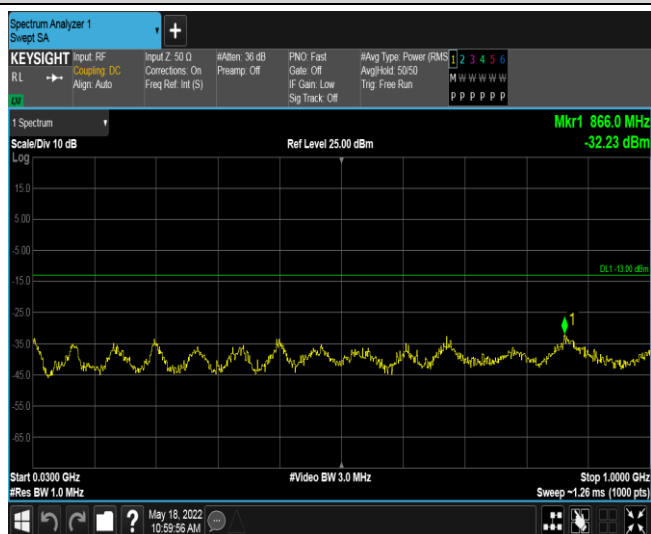 Spectrum Analyzer 1
Swept SA
+
KEYSIGHT
RL
LXI
Input: RF
Coupling: DC
Align: Auto
Input Z: 50 Ω
Corrections: On
Freq Ref: Int (S)
#Atten: 36 dB
Preamp: Off
PNO: Fast
Gate: Off
IF Gain: Low
Sig Track: Off
#Avg Type: Power (RMS
Avg|Hold: 50/50
Trig: Free Run
1 2 3 4 5 6
M W W W W W
P P P P P P
1 Spectrum
Mkr1 866.0 MHz
Scale/Div 10 dB
Ref Level 25.00 dBm
-32.23 dBm
Log
15.0
5.00
-5.00
DL1 -13.00 dBm
-15.0
-25.0
1
-35.0
-45.0
-55.0
-65.0
Start 0.0300 GHz
#Video BW 3.0 MHz
Stop 1.0000 GHz
#Res BW 1.0 MHz
Sweep ~1.26 ms (1000 pts)
?
May 18, 2022
10:59:56 AM